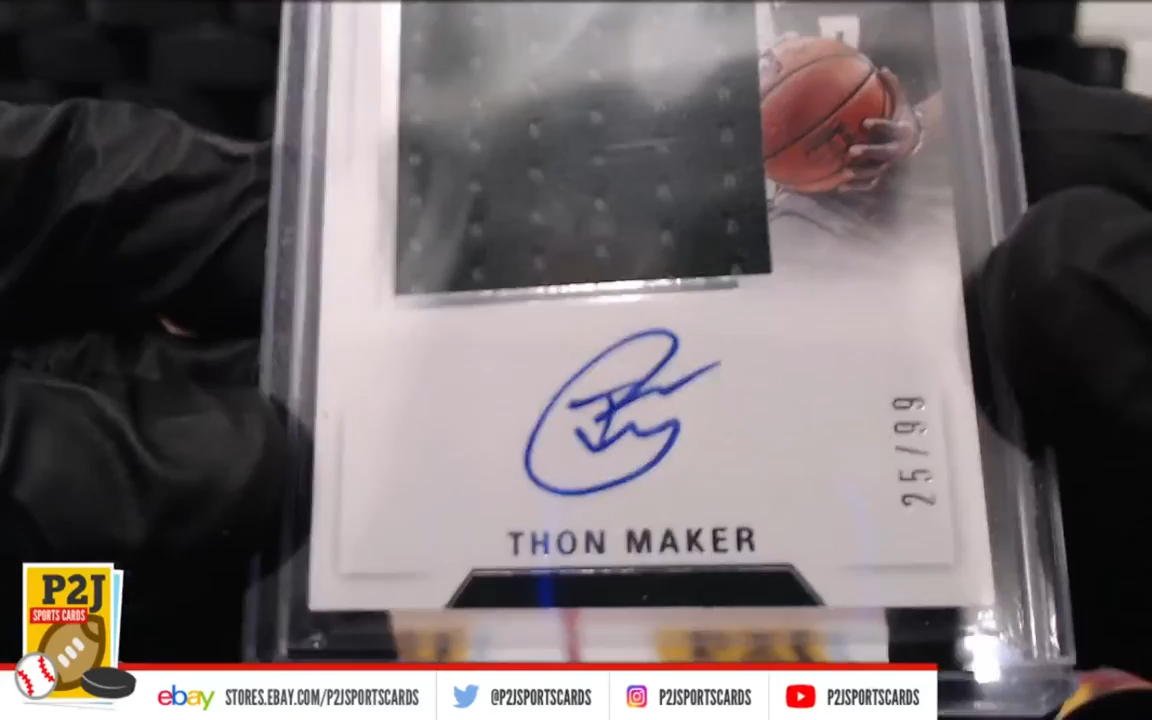 THON MAKER
25/99
P2J
SPORTS CARDS
ebay STORES.EBAY.COM/P2JSPORTSCARDS
@P2JSPORTSCARDS
P2JSPORTSCARDS
P2JSPORTSCARDS